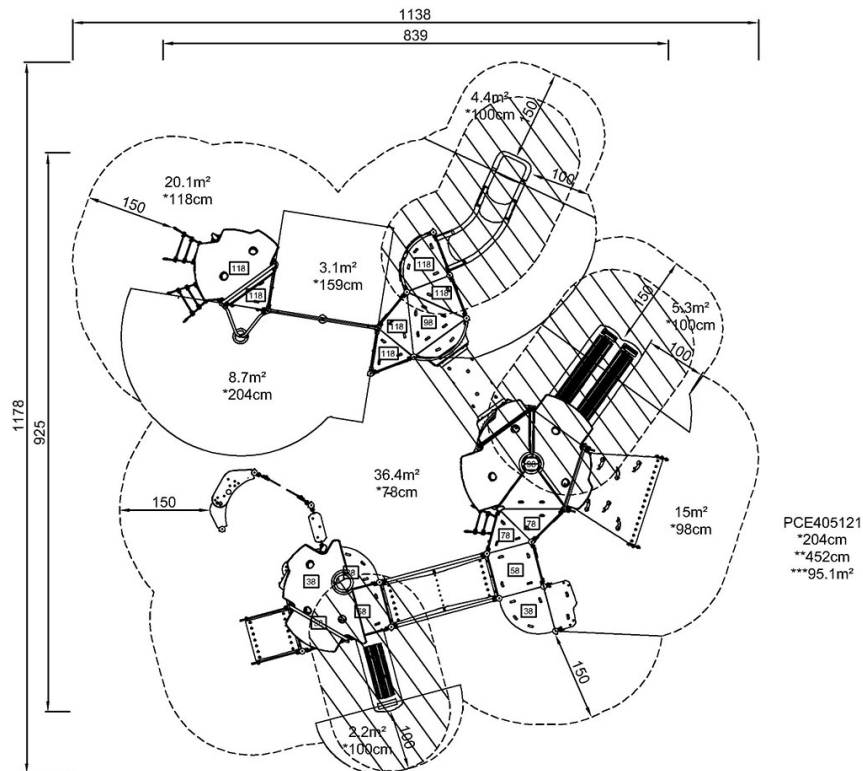 1138
839
4.4m²
*100cm
150
20.1m²
*118cm
150
100
118
3.1m²
*159cm
118
118
118
5.3m²
*100cm
150
118
98
118
100
8.7m²
*204cm
1178
925
36.4m²
*78cm
98
150
15m²
*98cm
PCE405121
*204cm
**452cm
***95.1m²
78
78
38
58
58
38
150
2.2m²
*100cm
100